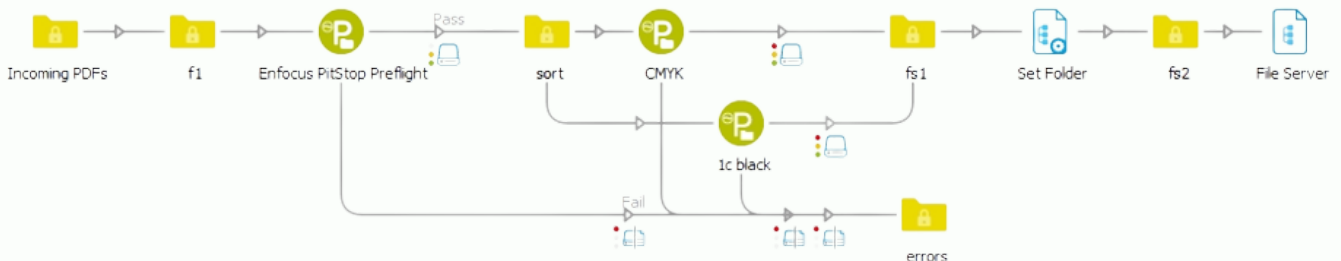 Pass
Incoming PDFs
f1
Enfocus PitStop Preflight
sort
CMYK
fs1
Set Folder
fs2
File Server
1c black
Fail
errors